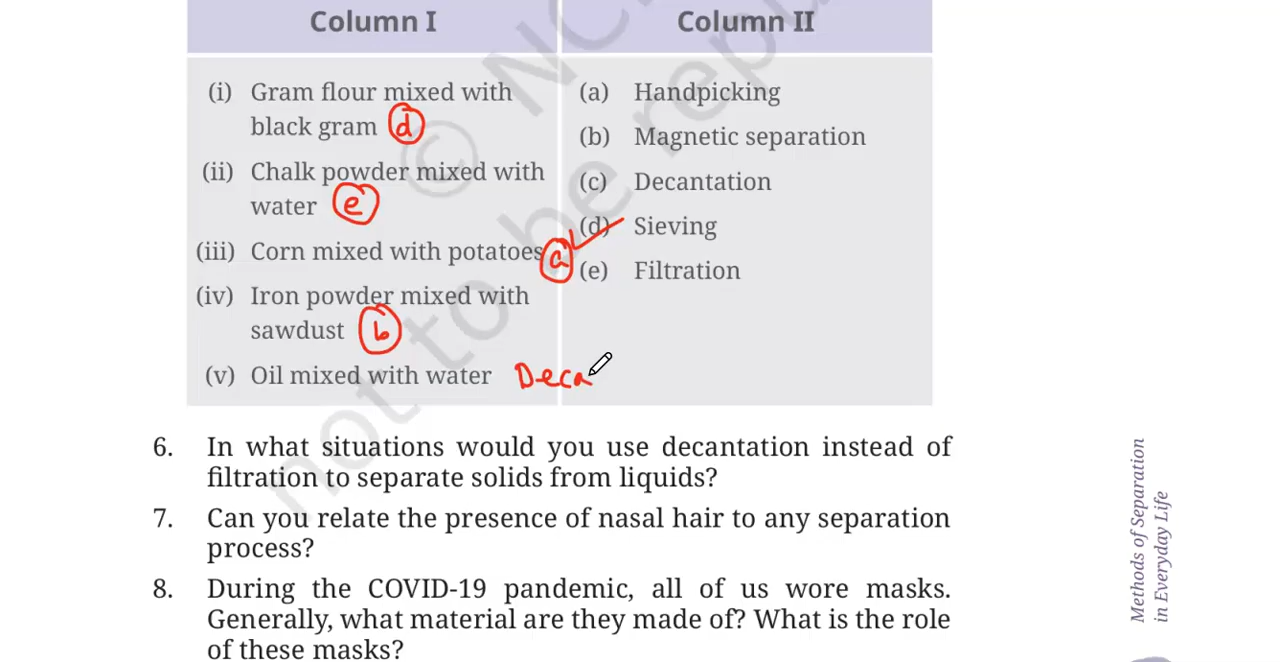 Column I Column II
(i) Gram flour mixed with (a) Handpicking
black gram d
(b) Magnetic separation
(ii) Chalk powder mixed with (c) Decantation
water e
(d) Sieving
(iii) Corn mixed with potatoes a (e) Filtration
(iv) Iron powder mixed with
sawdust b
(v) Oil mixed with water Deca
6. In what situations would you use decantation instead of
filtration to separate solids from liquids?
7. Can you relate the presence of nasal hair to any separation
process?
8. During the COVID-19 pandemic, all of us wore masks.
Generally, what material are they made of? What is the role
of these masks?
Methods of Separation
in Everyday Life
© NC
not to be repu